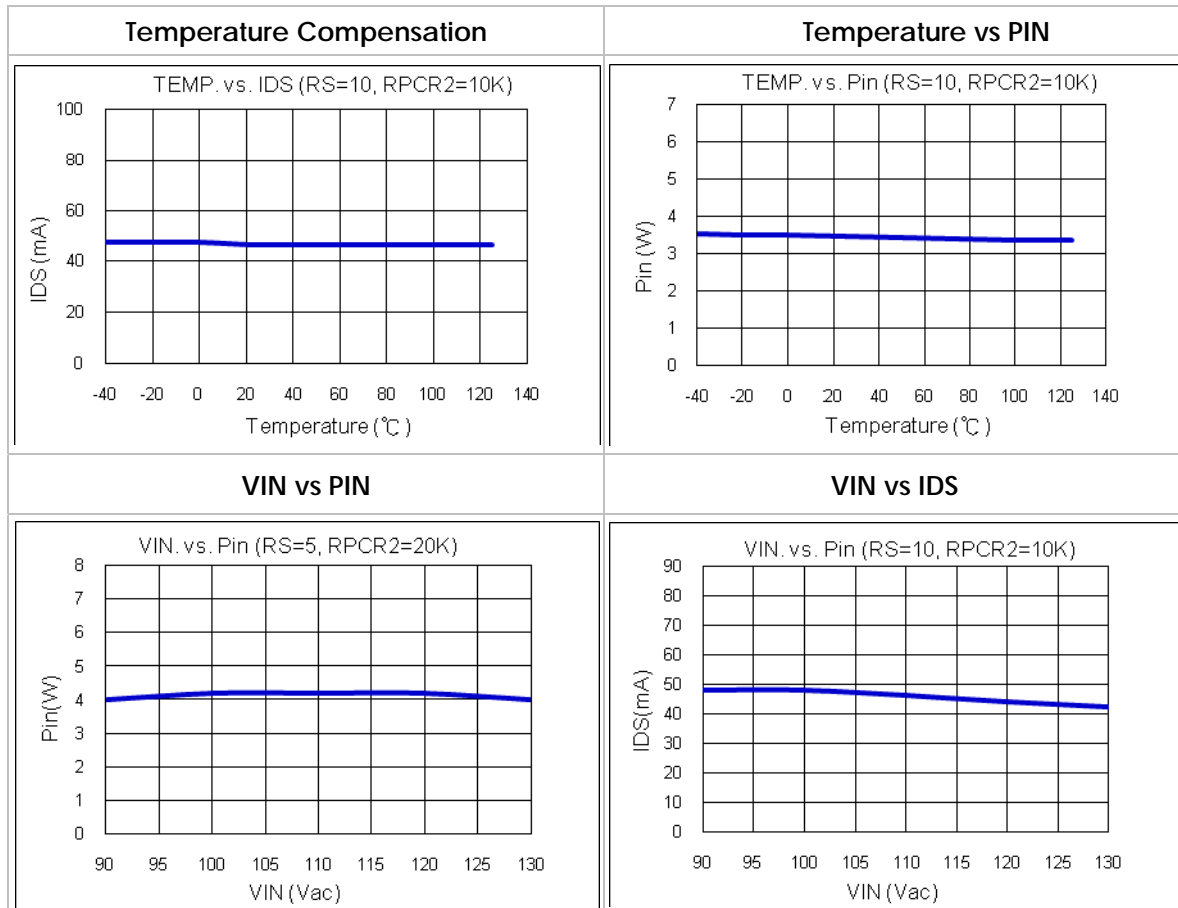 Temperature Compensation
Temperature vs PIN
TEMP. vs. IDS (RS=10, RPCR2=10K)
100
80
60
40
20
0
IDS (mA)
-40 -20 0 20 40 60 80 100 120 140
Temperature (℃)
TEMP. vs. Pin (RS=10, RPCR2=10K)
7
6
5
4
3
2
1
0
Pin (W)
-40 -20 0 20 40 60 80 100 120 140
Temperature (℃)
VIN vs PIN
VIN vs IDS
VIN. vs. Pin (RS=5, RPCR2=20K)
8
7
6
5
4
3
2
1
0
Pin(W)
90 95 100 105 110 115 120 125 130
VIN (Vac)
VIN. vs. Pin (RS=10, RPCR2=10K)
90
80
70
60
50
40
30
20
10
0
IDS(mA)
90 95 100 105 110 115 120 125 130
VIN (Vac)